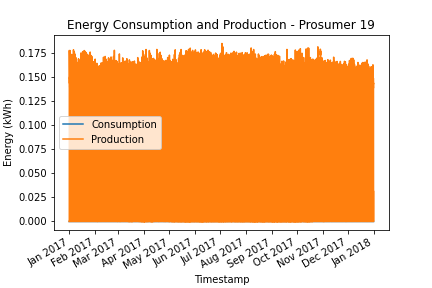 Energy Consumption and Production - Prosumer 19
Energy (kWh)
0.175
0.150
0.125
0.100
0.075
0.050
0.025
0.000
Consumption
Production
Jan 2017
Feb 2017
Mar 2017
Apr 2017
May 2017
Jun 2017
Jul 2017
Aug 2017
Sep 2017
Oct 2017
Nov 2017
Dec 2017
Jan 2018
Timestamp